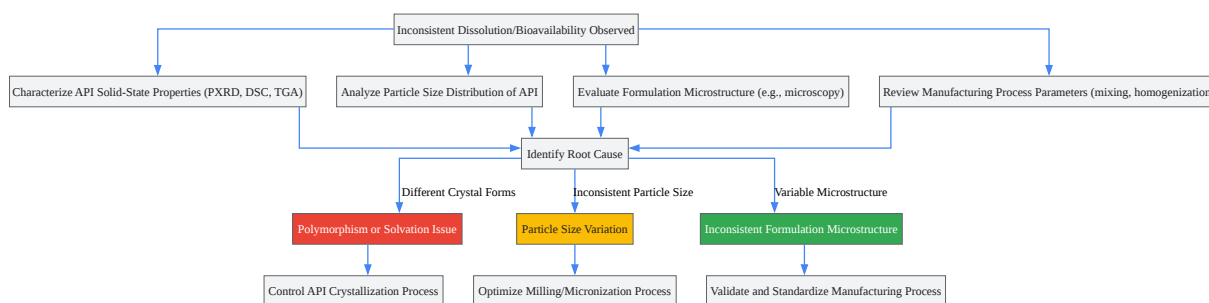 Inconsistent Dissolution/Bioavailability Observed
Characterize API Solid-State Properties (PXRD, DSC, TGA)
Analyze Particle Size Distribution of API
Evaluate Formulation Microstructure (e.g., microscopy)
Review Manufacturing Process Parameters (mixing, homogenization
Identify Root Cause
Different Crystal Forms
Inconsistent Particle Size
Variable Microstructure
Polymorphism or Solvation Issue
Particle Size Variation
Inconsistent Formulation Microstructure
Control API Crystallization Process
Optimize Milling/Micronization Process
Validate and Standardize Manufacturing Process